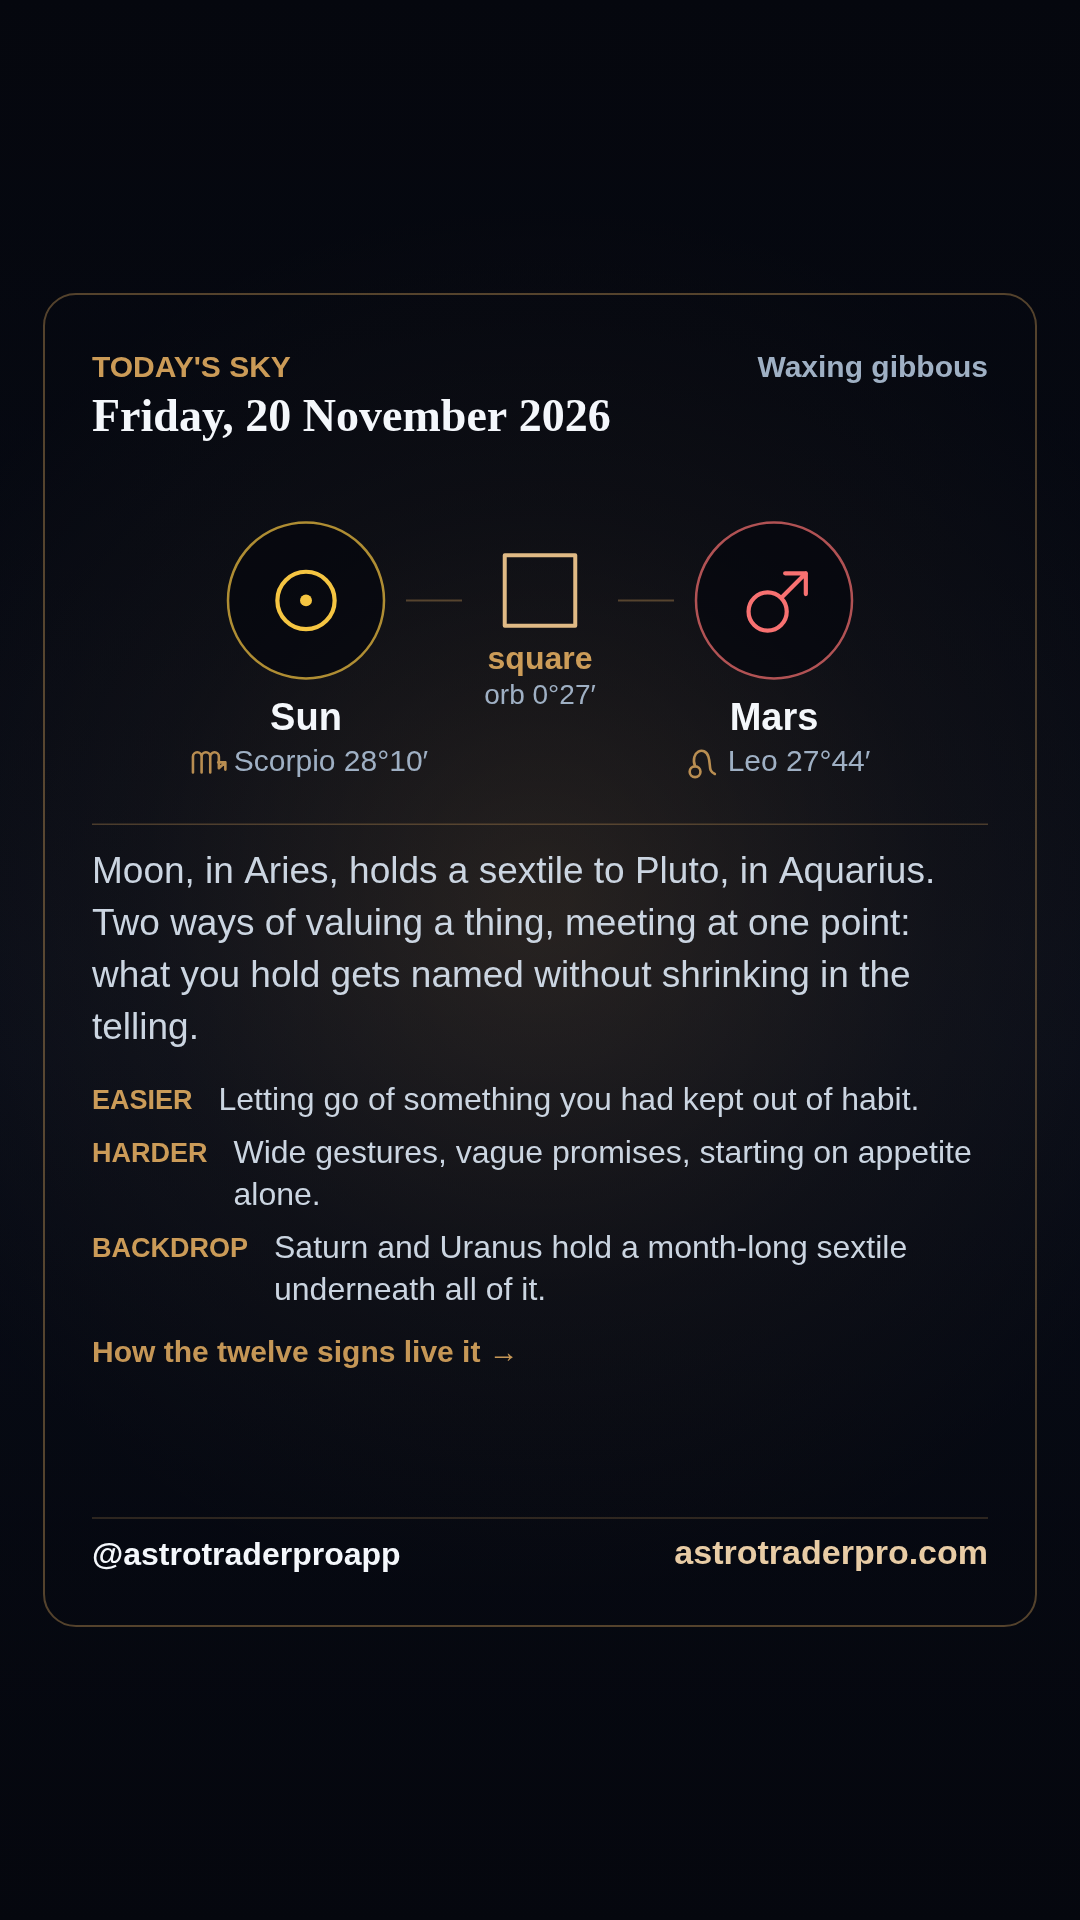 TODAY'S SKY
Waxing gibbous
Friday, 20 November 2026
square
orb 0°27′
Sun
Mars
♏ Scorpio 28°10′
♌ Leo 27°44′
Moon, in Aries, holds a sextile to Pluto, in Aquarius.
Two ways of valuing a thing, meeting at one point:
what you hold gets named without shrinking in the
telling.
EASIER Letting go of something you had kept out of habit.
HARDER Wide gestures, vague promises, starting on appetite
alone.
BACKDROP Saturn and Uranus hold a month-long sextile
underneath all of it.
How the twelve signs live it →
@astrotraderproapp
astrotraderpro.com